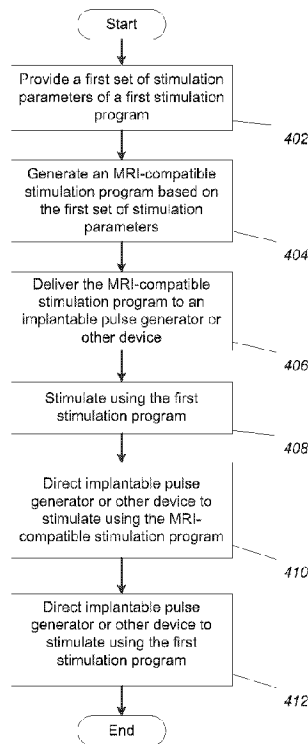 Start
Provide a first set of stimulation
parameters of a first stimulation
program
402
Generate an MRI-compatible
stimulation program based on
the first set of stimulation
parameters
404
Deliver the MRI-compatible
stimulation program to an
implantable pulse generator or
other device
406
Stimulate using the first
stimulation program
408
Direct implantable pulse
generator or other device to
stimulate using the MRI-
compatible stimulation program
410
Direct implantable pulse
generator or other device to
stimulate using the first
stimulation program
412
End